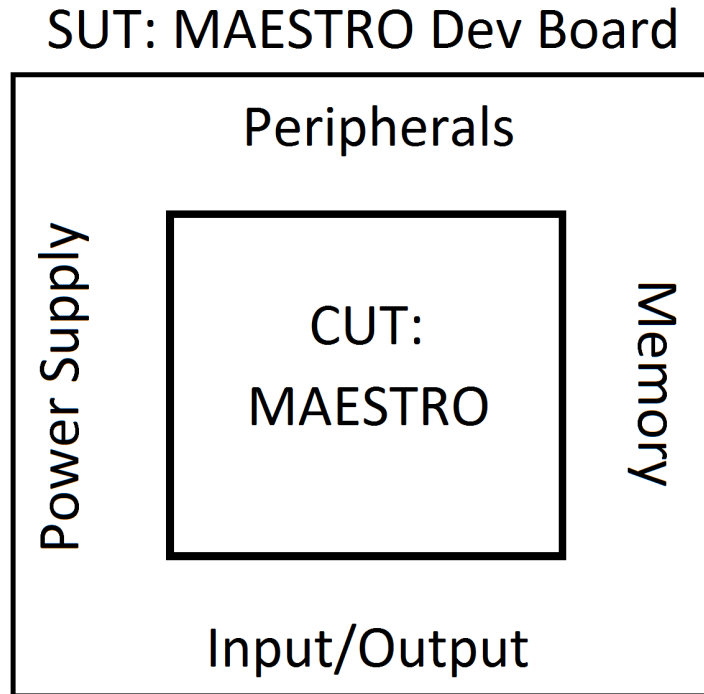 SUT: MAESTRO Dev Board
Peripherals
Power Supply
CUT:
MAESTRO
Memory
Input/Output